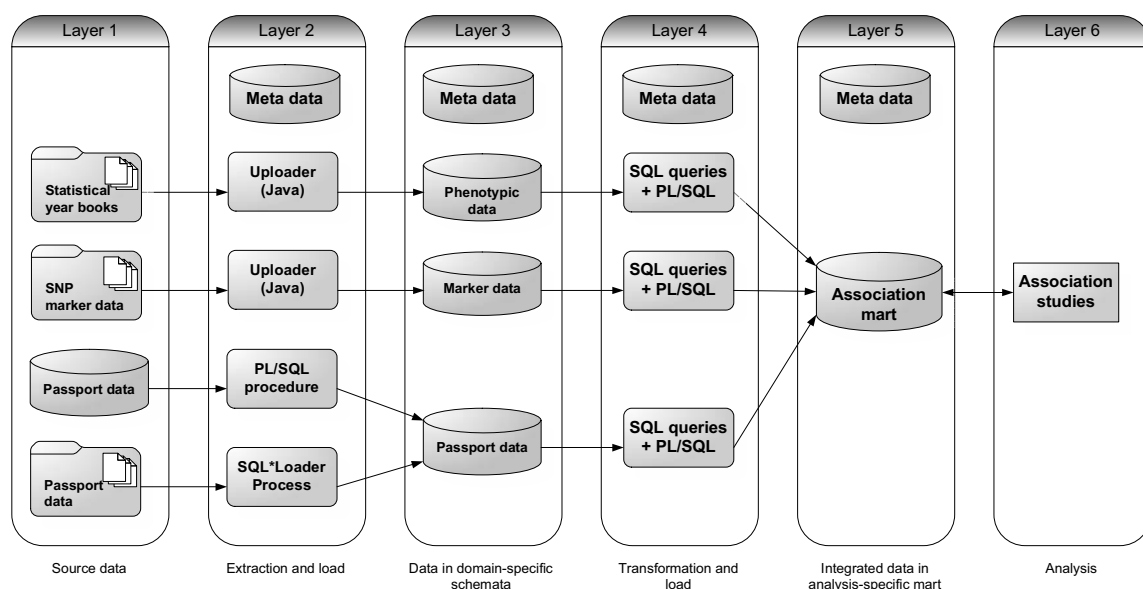 Layer 1
Layer 2
Layer 3
Layer 4
Layer 5
Layer 6
Meta data
Meta data
Meta data
Meta data
Statistical
year books
Uploader
(Java)
Phenotypic
data
SQL queries
+ PL/SQL
SNP
marker data
Uploader
(Java)
Marker data
SQL queries
+ PL/SQL
Association
mart
Association
studies
Passport data
PL/SQL
procedure
Passport
data
SQL*Loader
Process
Passport data
SQL queries
+ PL/SQL
Source data
Extraction and load
Data in domain-specific
schemata
Transformation and
load
Integrated data in
analysis-specific mart
Analysis